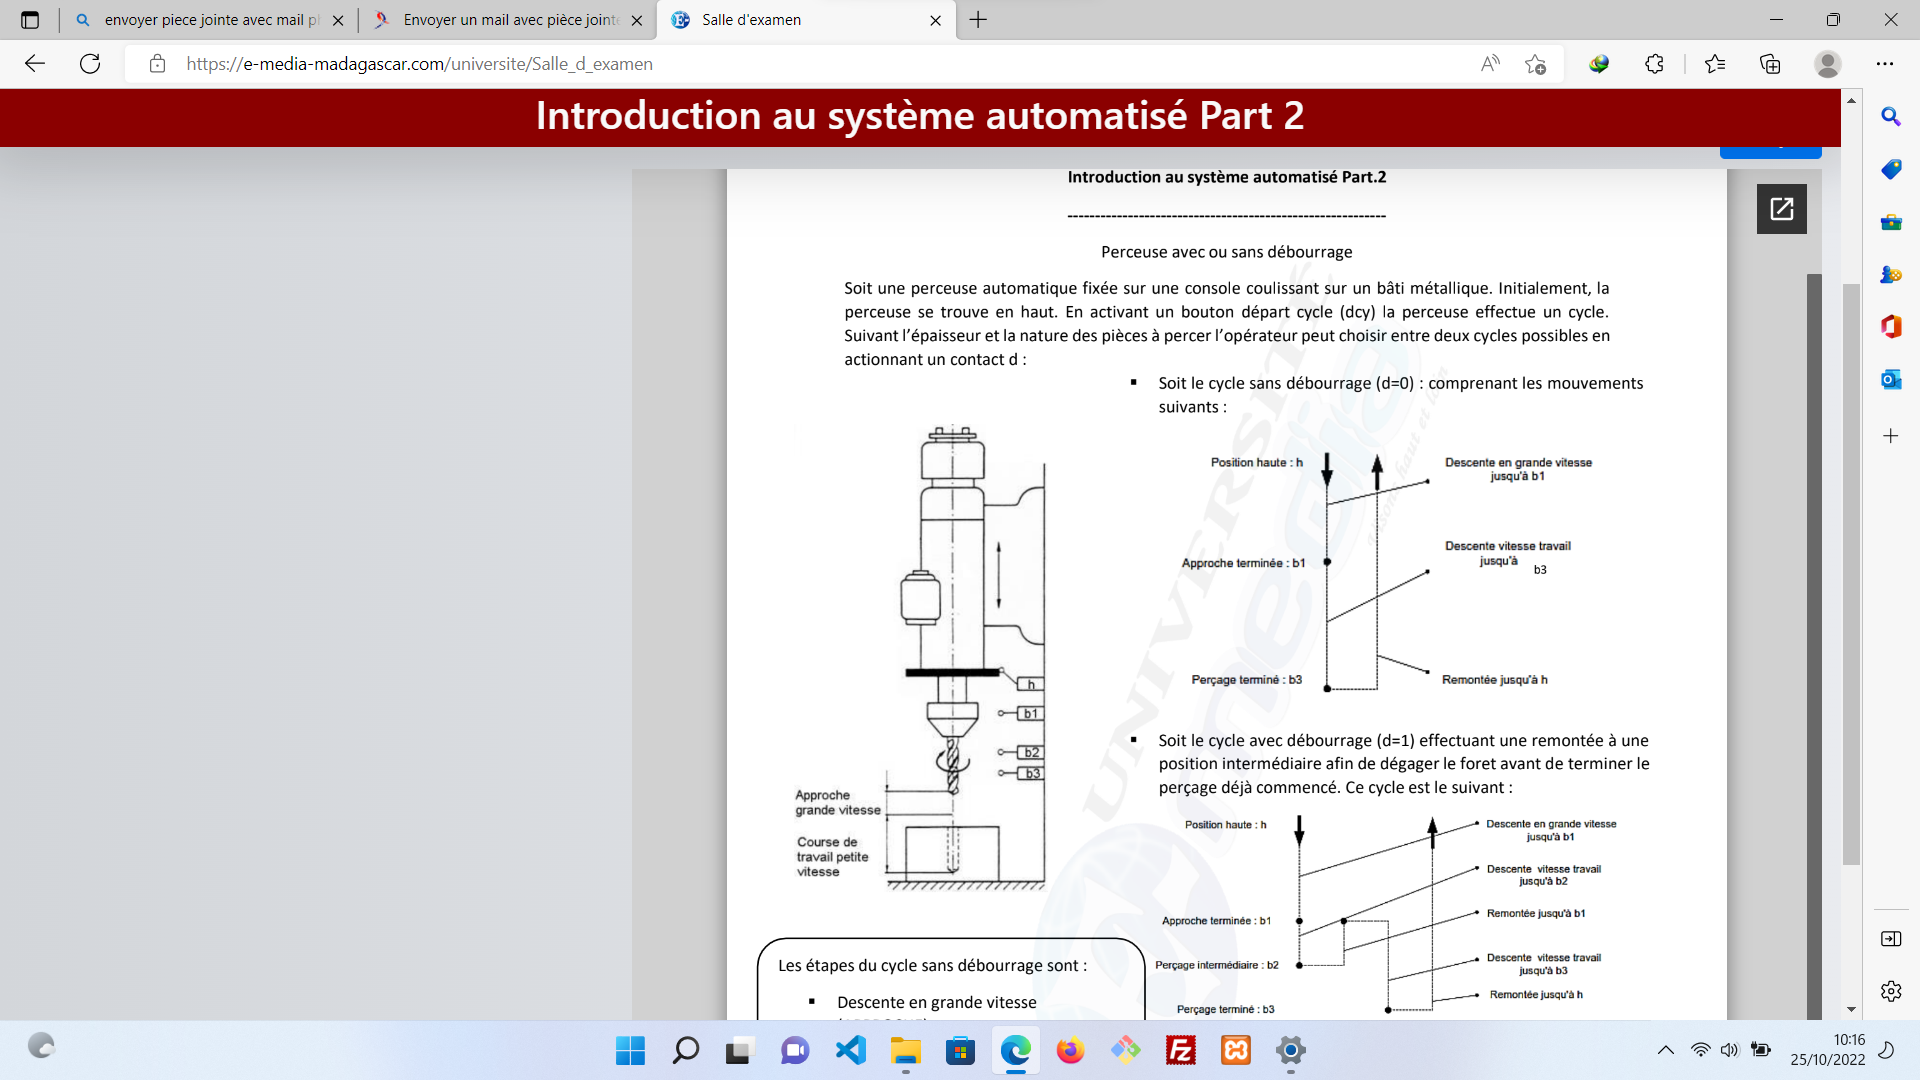 envoyer piece jointe avec mail p
Envoyer un mail avec pièce jointe
Salle d'examen
https://e-media-madagascar.com/universite/Salle_d_examen
Introduction au système automatisé Part 2
Introduction au système automatisé Part.2
----------------------------------------------------------
Perceuse avec ou sans débourrage
Soit une perceuse automatique fixée sur une console coulissant sur un bâti métallique. Initialement, la
perceuse se trouve en haut. En activant un bouton départ cycle (dcy) la perceuse effectue un cycle.
Suivant l’épaisseur et la nature des pièces à percer l’opérateur peut choisir entre deux cycles possibles en
actionnant un contact d :
▪ Soit le cycle sans débourrage (d=0) : comprenant les mouvements
suivants :
Position haute : h
Descente en grande vitesse
jusqu'à b1
Approche terminée : b1
Descente vitesse travail
jusqu'à b3
Perçage terminé : b3
Remontée jusqu'à h
h
b1
b2
b3
Approche
grande vitesse
Course de
travail petite
vitesse
▪ Soit le cycle avec débourrage (d=1) effectuant une remontée à une
position intermédiaire afin de dégager le foret avant de terminer le
perçage déjà commencé. Ce cycle est le suivant :
Position haute : h
Descente en grande vitesse
jusqu'à b1
Descente vitesse travail
jusqu'à b2
Approche terminée : b1
Remontée jusqu'à b1
Perçage intermédiaire : b2
Descente vitesse travail
jusqu'à b3
Remontée jusqu'à h
Perçage terminé : b3
Les étapes du cycle sans débourrage sont :
▪ Descente en grande vitesse
UNIVERSITE
emedia
haut et loin
10:16
25/10/2022